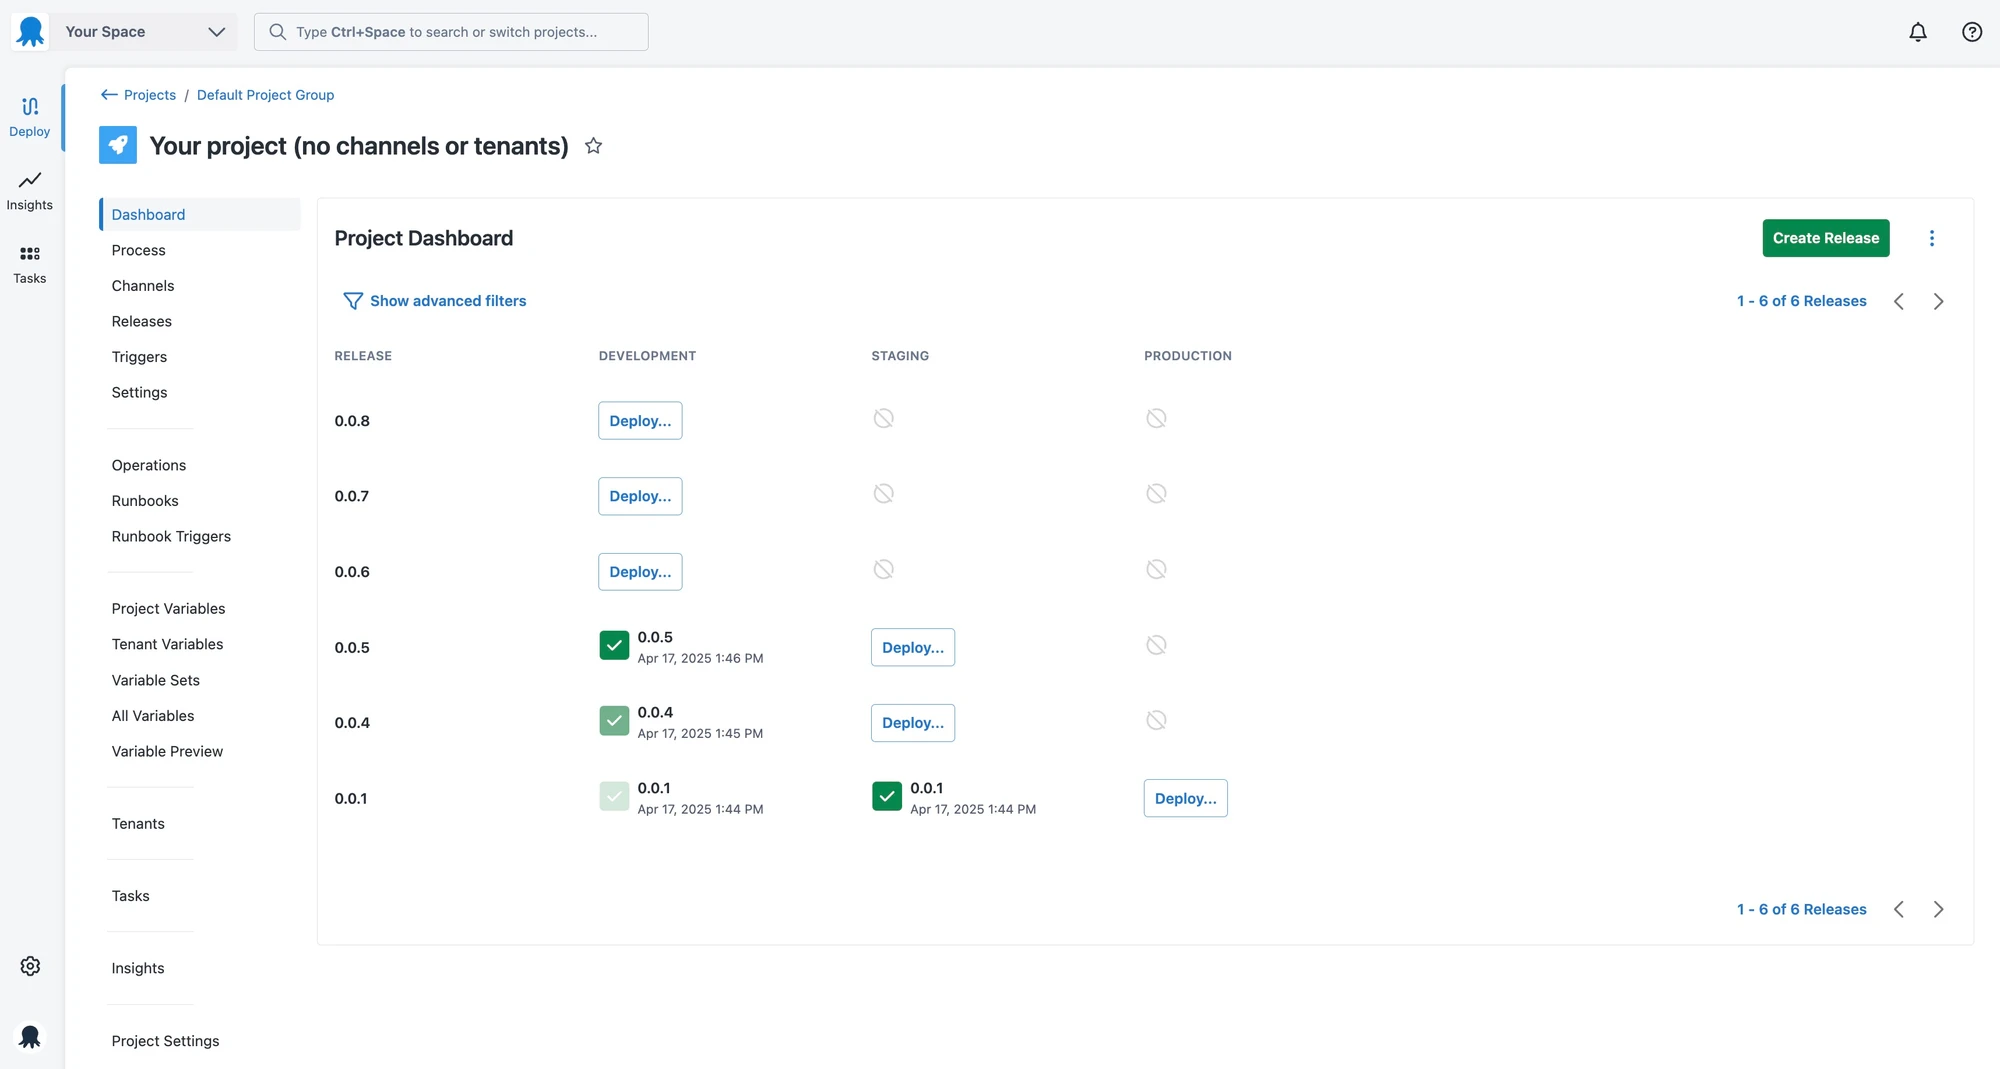 Your Space
Type Ctrl+Space to search or switch projects...
Deploy
Insights
Tasks
Projects / Default Project Group
Your project (no channels or tenants)
Dashboard
Process
Channels
Releases
Triggers
Settings
Operations
Runbooks
Runbook Triggers
Project Variables
Tenant Variables
Variable Sets
All Variables
Variable Preview
Tenants
Tasks
Insights
Project Settings
Project Dashboard
Create Release
Show advanced filters
1 - 6 of 6 Releases
RELEASE DEVELOPMENT STAGING PRODUCTION
0.0.8 Deploy...
0.0.7 Deploy...
0.0.6 Deploy...
0.0.5 0.0.5 Deploy...
Apr 17, 2025 1:46 PM
0.0.4 0.0.4 Deploy...
Apr 17, 2025 1:45 PM
0.0.1 0.0.1 0.0.1 Deploy...
Apr 17, 2025 1:44 PM Apr 17, 2025 1:44 PM
1 - 6 of 6 Releases